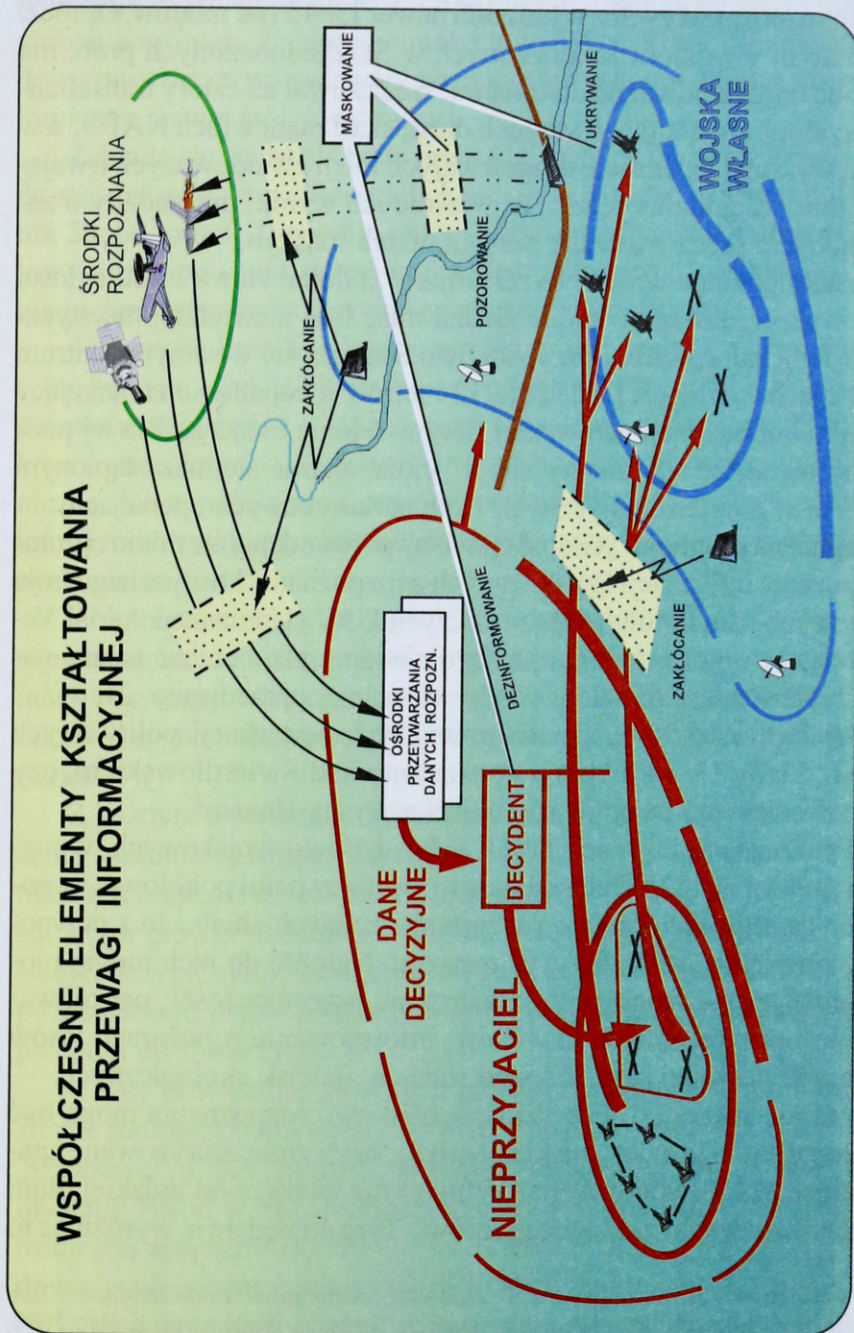 WSPÓŁCZESNE ELEMENTY KSZTAŁTOWANIA
PRZEWAGI INFORMACYJNEJ
ŚRODKI
ROZPOZNANIA
MASKOWANIE
ZAKŁÓCANIE
POZOROWANIE
UKRYWANIE
OŚRODKI
PRZETWARZANIA
DANYCH ROZPOZN.
DANE
DECYZYJNE
DECYDENT
DEZINFORMOWANIE
NIEPRZYJACIEL
ZAKŁÓCANIE
WOJSKA
WŁASNE